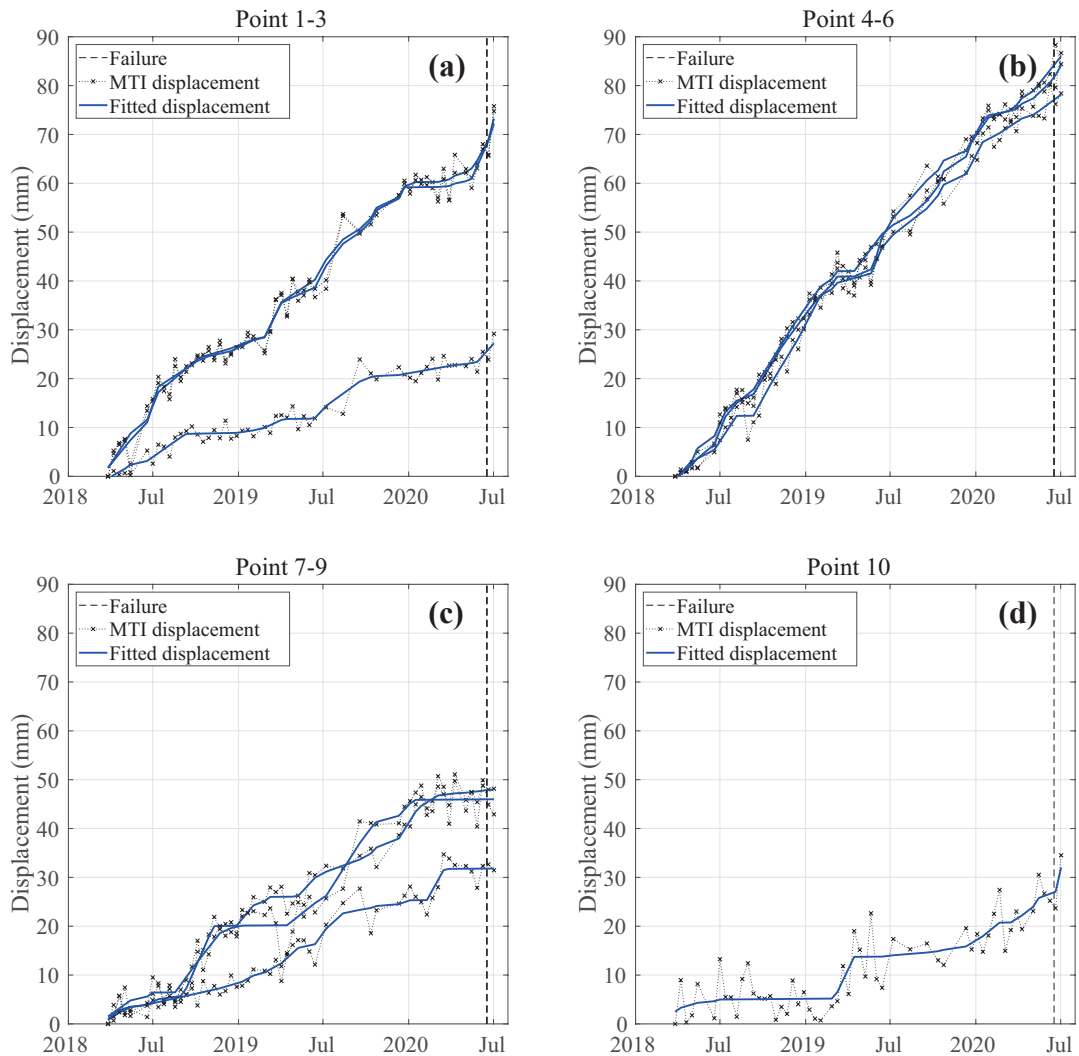 Point 1-3
Point 4-6
90
80
70
60
50
40
30
20
10
0
Displacement (mm)
Failure
MTI displacement
Fitted displacement
(a)
2018 Jul 2019 Jul 2020 Jul
90
80
70
60
50
40
30
20
10
0
Displacement (mm)
Failure
MTI displacement
Fitted displacement
(b)
2018 Jul 2019 Jul 2020 Jul
Point 7-9
Point 10
90
80
70
60
50
40
30
20
10
0
Displacement (mm)
Failure
MTI displacement
Fitted displacement
(c)
2018 Jul 2019 Jul 2020 Jul
90
80
70
60
50
40
30
20
10
0
Displacement (mm)
Failure
MTI displacement
Fitted displacement
(d)
2018 Jul 2019 Jul 2020 Jul